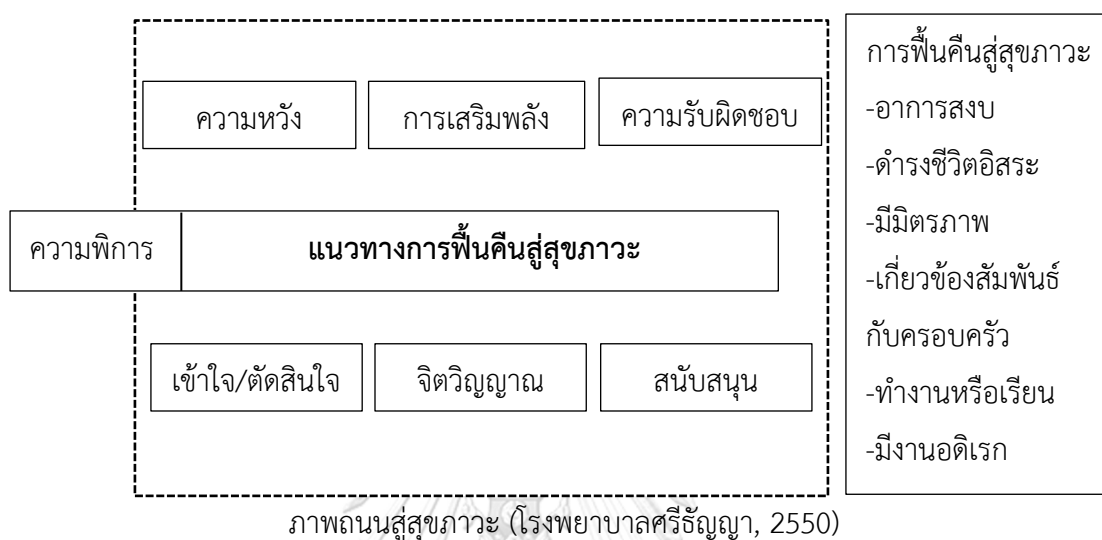 ความหวัง
การเสริมพลัง
ความรับผิดชอบ
ความพิการ
แนวทางการฟื้นคืนสู่สุขภาวะ
เข้าใจ/ตัดสินใจ
จิตวิญญาณ
สนับสนุน
การฟื้นคืนสู่สุขภาวะ
-อาการสงบ
-ดำรงชีวิตอิสระ
-มีมิตรภาพ
-เกี่ยวข้องสัมพันธ์
กับครอบครัว
-ทำงานหรือเรียน
-มีงานอดิเรก
ภาพถนนสู่สุขภาวะ (โรงพยาบาลศรีธัญญา, 2550)